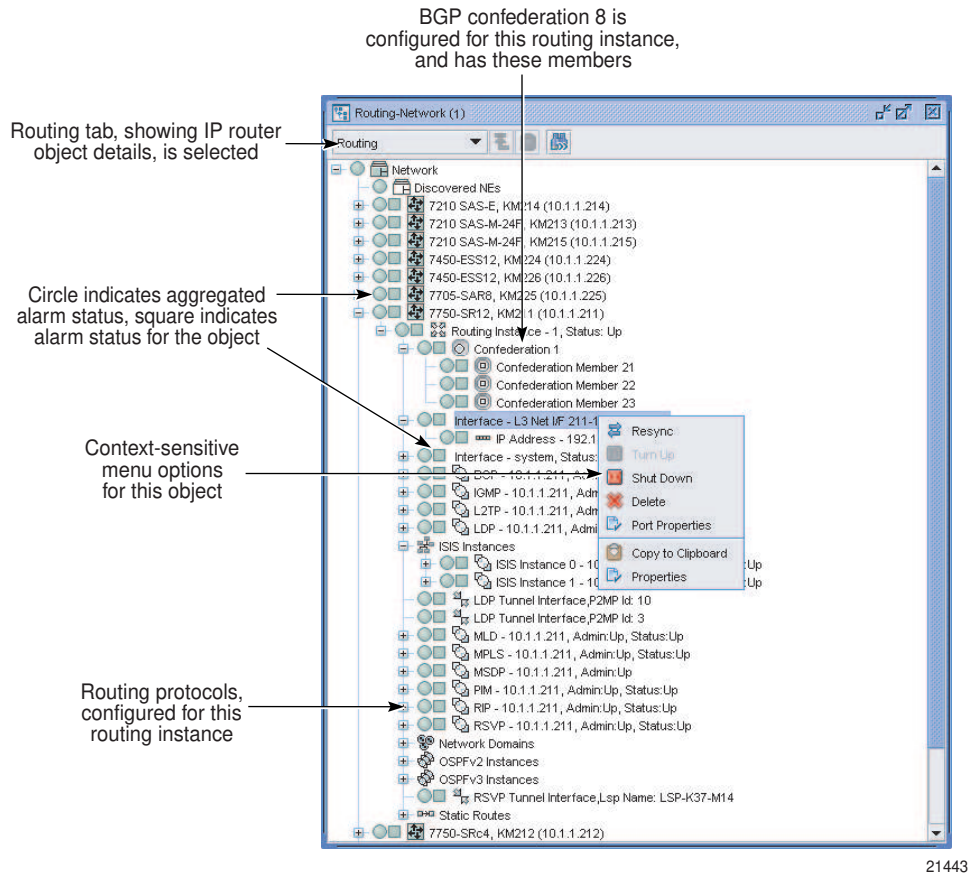 BGP confederation 8 is
configured for this routing instance,
and has these members
Routing-Network (1)
Routing tab, showing IP router
object details, is selected
Routing
Network
Discovered NEs
7210 SAS-E, KM214 (10.1.1.214)
7210 SAS-M-24F, KM213 (10.1.1.213)
7210 SAS-M-24F, KM215 (10.1.1.215)
7450-ESS12, KM224 (10.1.1.224)
7450-ESS12, KM226 (10.1.1.226)
Circle indicates aggregated
alarm status, square indicates
alarm status for the object
7705-SAR8, KM225 (10.1.1.225)
7750-SR12, KM211 (10.1.1.211)
Routing Instance - 1, Status: Up
Confederation 1
Confederation Member 21
Confederation Member 22
Confederation Member 23
Interface - L3 Net I/F 211-1
IP Address - 192.1
Interface - system, Status:
BGP - 10.1.1.211, Ad
IGMP - 10.1.1.211, Adm
L2TP - 10.1.1.211, Adm
LDP - 10.1.1.211, Admi
Context-sensitive
menu options
for this object
Resync
Turn Up
Shut Down
Delete
Port Properties
Copy to Clipboard
Properties
ISIS Instances
ISIS Instance 0 - 10 :Up
ISIS Instance 1 - 10 :Up
LDP Tunnel Interface,P2MP Id: 10
LDP Tunnel Interface,P2MP Id: 3
MLD - 10.1.1.211, Admin:Up, Status:Up
MPLS - 10.1.1.211, Admin:Up, Status:Up
MSDP - 10.1.1.211, Admin:Up
PIM - 10.1.1.211, Admin:Up, Status:Up
RIP - 10.1.1.211, Admin:Up, Status:Up
RSVP - 10.1.1.211, Admin:Up, Status:Up
Routing protocols,
configured for this
routing instance
Network Domains
OSPFv2 Instances
OSPFv3 Instances
RSVP Tunnel Interface,Lsp Name: LSP-K37-M14
Static Routes
7750-SRc4, KM212 (10.1.1.212)
21443